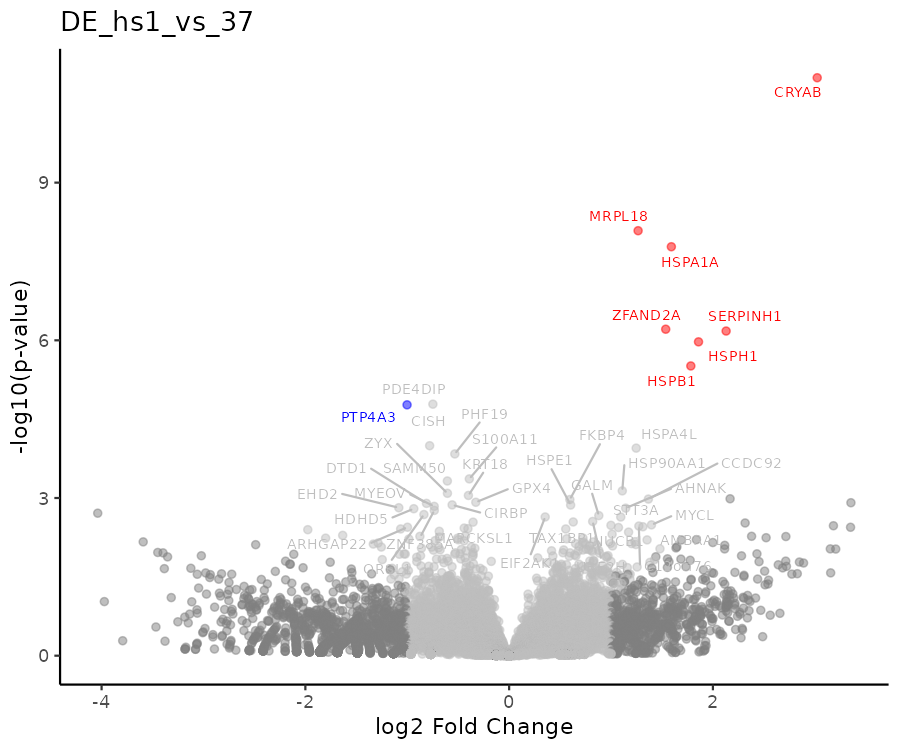 DE_hs1_vs_37
CRYAB
9
MRPL18
HSPA1A
ZFAND2A
SERPINH1
6
HSPH1
HSPB1
PDE4DIP
PTP4A3
CISH
PHF19
ZYX
S100A11
FKBP4
HSPA4L
DTD1
SAMM50
KRT18
HSPE1
HSP90AA1
CCDC92
EHD2
MYEOV
GPX4
GALM
AHNAK
3
HDHD5
CIRBP
STT3A
MYCL
ARHGAP22
EIF2AK
0
-4
-2
0
2
log2 Fold Change
-log10(p-value)